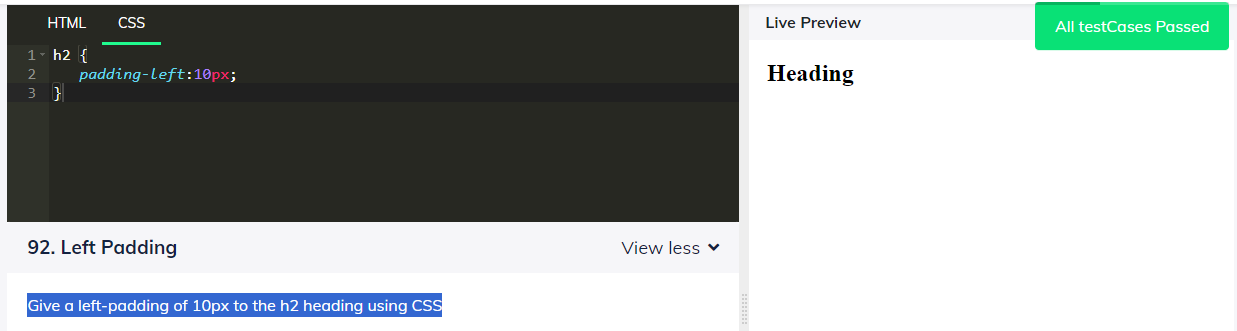 HTML CSS
1 h2 {
2 padding-left:10px;
3 }
92. Left Padding
View less
Give a left-padding of 10px to the h2 heading using CSS
Live Preview
All testCases Passed
Heading